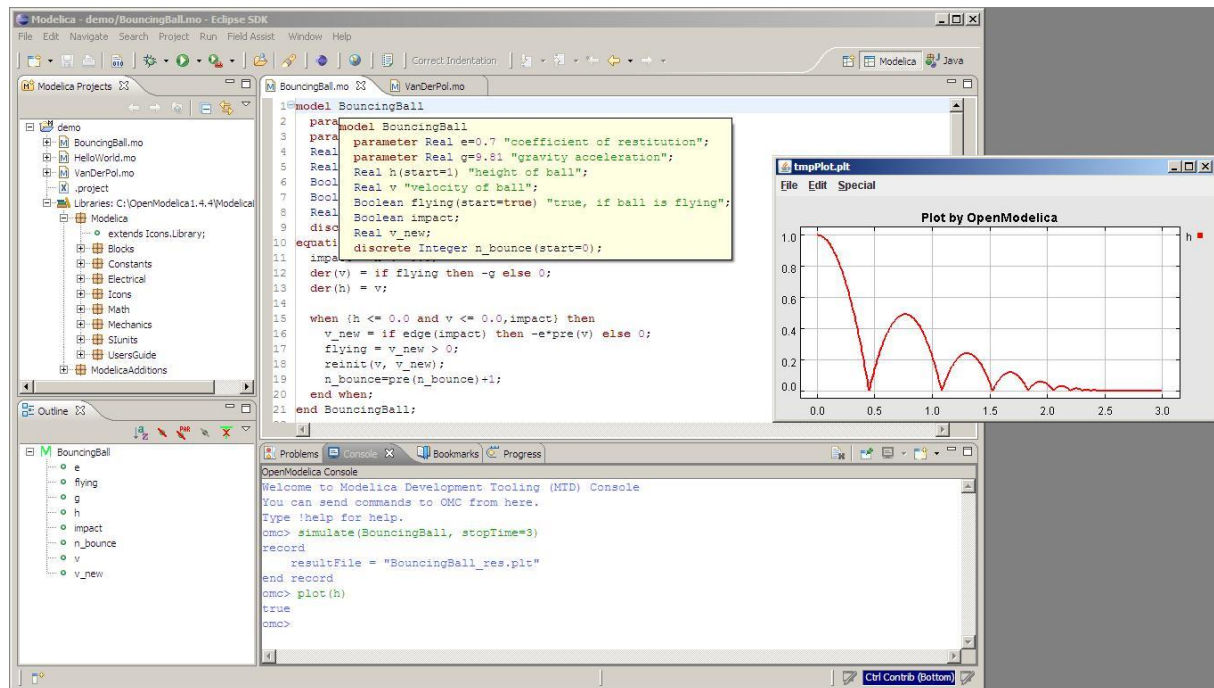 Modelica - demo/BouncingBall.mo - Eclipse SDK
File Edit Navigate Search Project Run Field Assist Window Help
Correct Indentation
Modelica Java
Modelica Projects
demo
BouncingBall.mo
HelloWorld.mo
VanDerPol.mo
.project
Libraries: C:\OpenModelica1.4.4\Modelical
Modelica
extends Icons.Library;
Blocks
Constants
Electrical
Icons
Math
Mechanics
SIunits
UsersGuide
ModelicaAdditions
Outline
BouncingBall
e
flying
g
h
impact
n_bounce
v
v_new
BouncingBall.mo VanDerPol.mo
1 model BouncingBall
2 para
3 para
4 Real
5 Real
6 Bool
7 Bool
8 Real
9 disc
10 equati
11 impa
12 der(v) = if flying then -g else 0;
13 der(h) = v;
14
15 when {h <= 0.0 and v <= 0.0,impact} then
16 v_new = if edge(impact) then -e*pre(v) else 0;
17 flying = v_new > 0;
18 reinit(v, v_new);
19 n_bounce=pre(n_bounce)+1;
20 end when;
21 end BouncingBall;
model BouncingBall
parameter Real e=0.7 "coefficient of restitution";
parameter Real g=9.81 "gravity acceleration";
Real h(start=1) "height of ball";
Real v "velocity of ball";
Boolean flying(start=true) "true, if ball is flying";
Boolean impact;
Real v_new;
discrete Integer n_bounce(start=0);
Problems Console Bookmarks Progress
OpenModelica Console
Welcome to Modelica Development Tooling (MTD) Console
You can send commands to OMC from here.
Type !help for help.
omc> simulate(BouncingBall, stopTime=3)
record
resultFile = "BouncingBall_res.plt"
end record
omc> plot(h)
true
omc>
Ctrl Contrib (Bottom)
tmpPlot.plt
File Edit Special
Plot by OpenModelica
h
1.0
0.8
0.6
0.4
0.2
0.0
0.0 0.5 1.0 1.5 2.0 2.5 3.0